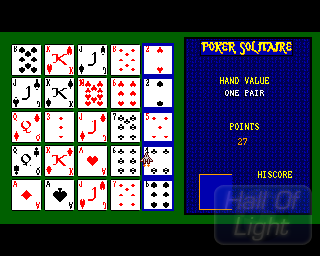 POKER SOLITAIRE
HAND VALUE
ONE PAIR
POINTS
27
HISCORE
Hall Of
Light